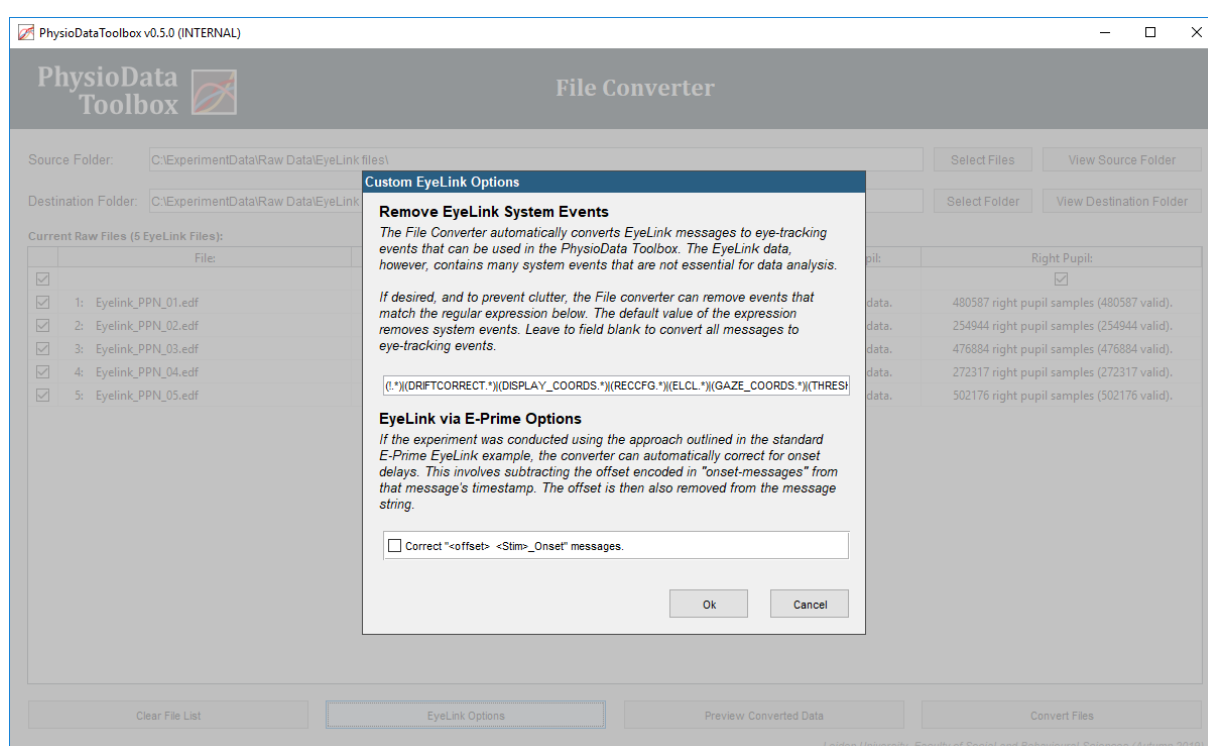 PhysioDataToolbox v0.5.0 (INTERNAL)
PhysioData
Toolbox
File Converter
Source Folder: C:\ExperimentData\Raw Data\EyeLink files\ Select Files View Source Folder
Destination Folder: C:\ExperimentData\Raw Data\EyeLink Select Folder View Destination Folder
Current Raw Files (5 EyeLink Files):
File: pil: Right Pupil:
1: Eyelink_PPN_01.edf data. 480587 right pupil samples (480587 valid).
2: Eyelink_PPN_02.edf data. 254944 right pupil samples (254944 valid).
3: Eyelink_PPN_03.edf data. 476884 right pupil samples (476884 valid).
4: Eyelink_PPN_04.edf data. 272317 right pupil samples (272317 valid).
5: Eyelink_PPN_05.edf data. 502176 right pupil samples (502176 valid).
Custom EyeLink Options
Remove EyeLink System Events
The File Converter automatically converts EyeLink messages to eye-tracking
events that can be used in the PhysioData Toolbox. The EyeLink data,
however, contains many system events that are not essential for data analysis.
If desired, and to prevent clutter, the File converter can remove events that
match the regular expression below. The default value of the expression
removes system events. Leave to field blank to convert all messages to
eye-tracking events.
(!.*)|(DRIFTCORRECT.*)|(DISPLAY_COORDS.*)|(RECCFG.*)|(ELCL.*)|(GAZE_COORDS.*)|(THRESH
EyeLink via E-Prime Options
If the experiment was conducted using the approach outlined in the standard
E-Prime EyeLink example, the converter can automatically correct for onset
delays. This involves subtracting the offset encoded in "onset-messages" from
that message's timestamp. The offset is then also removed from the message
string.
Correct "<offset> <Stim>_Onset" messages.
Ok Cancel
Clear File List EyeLink Options Preview Converted Data Convert Files